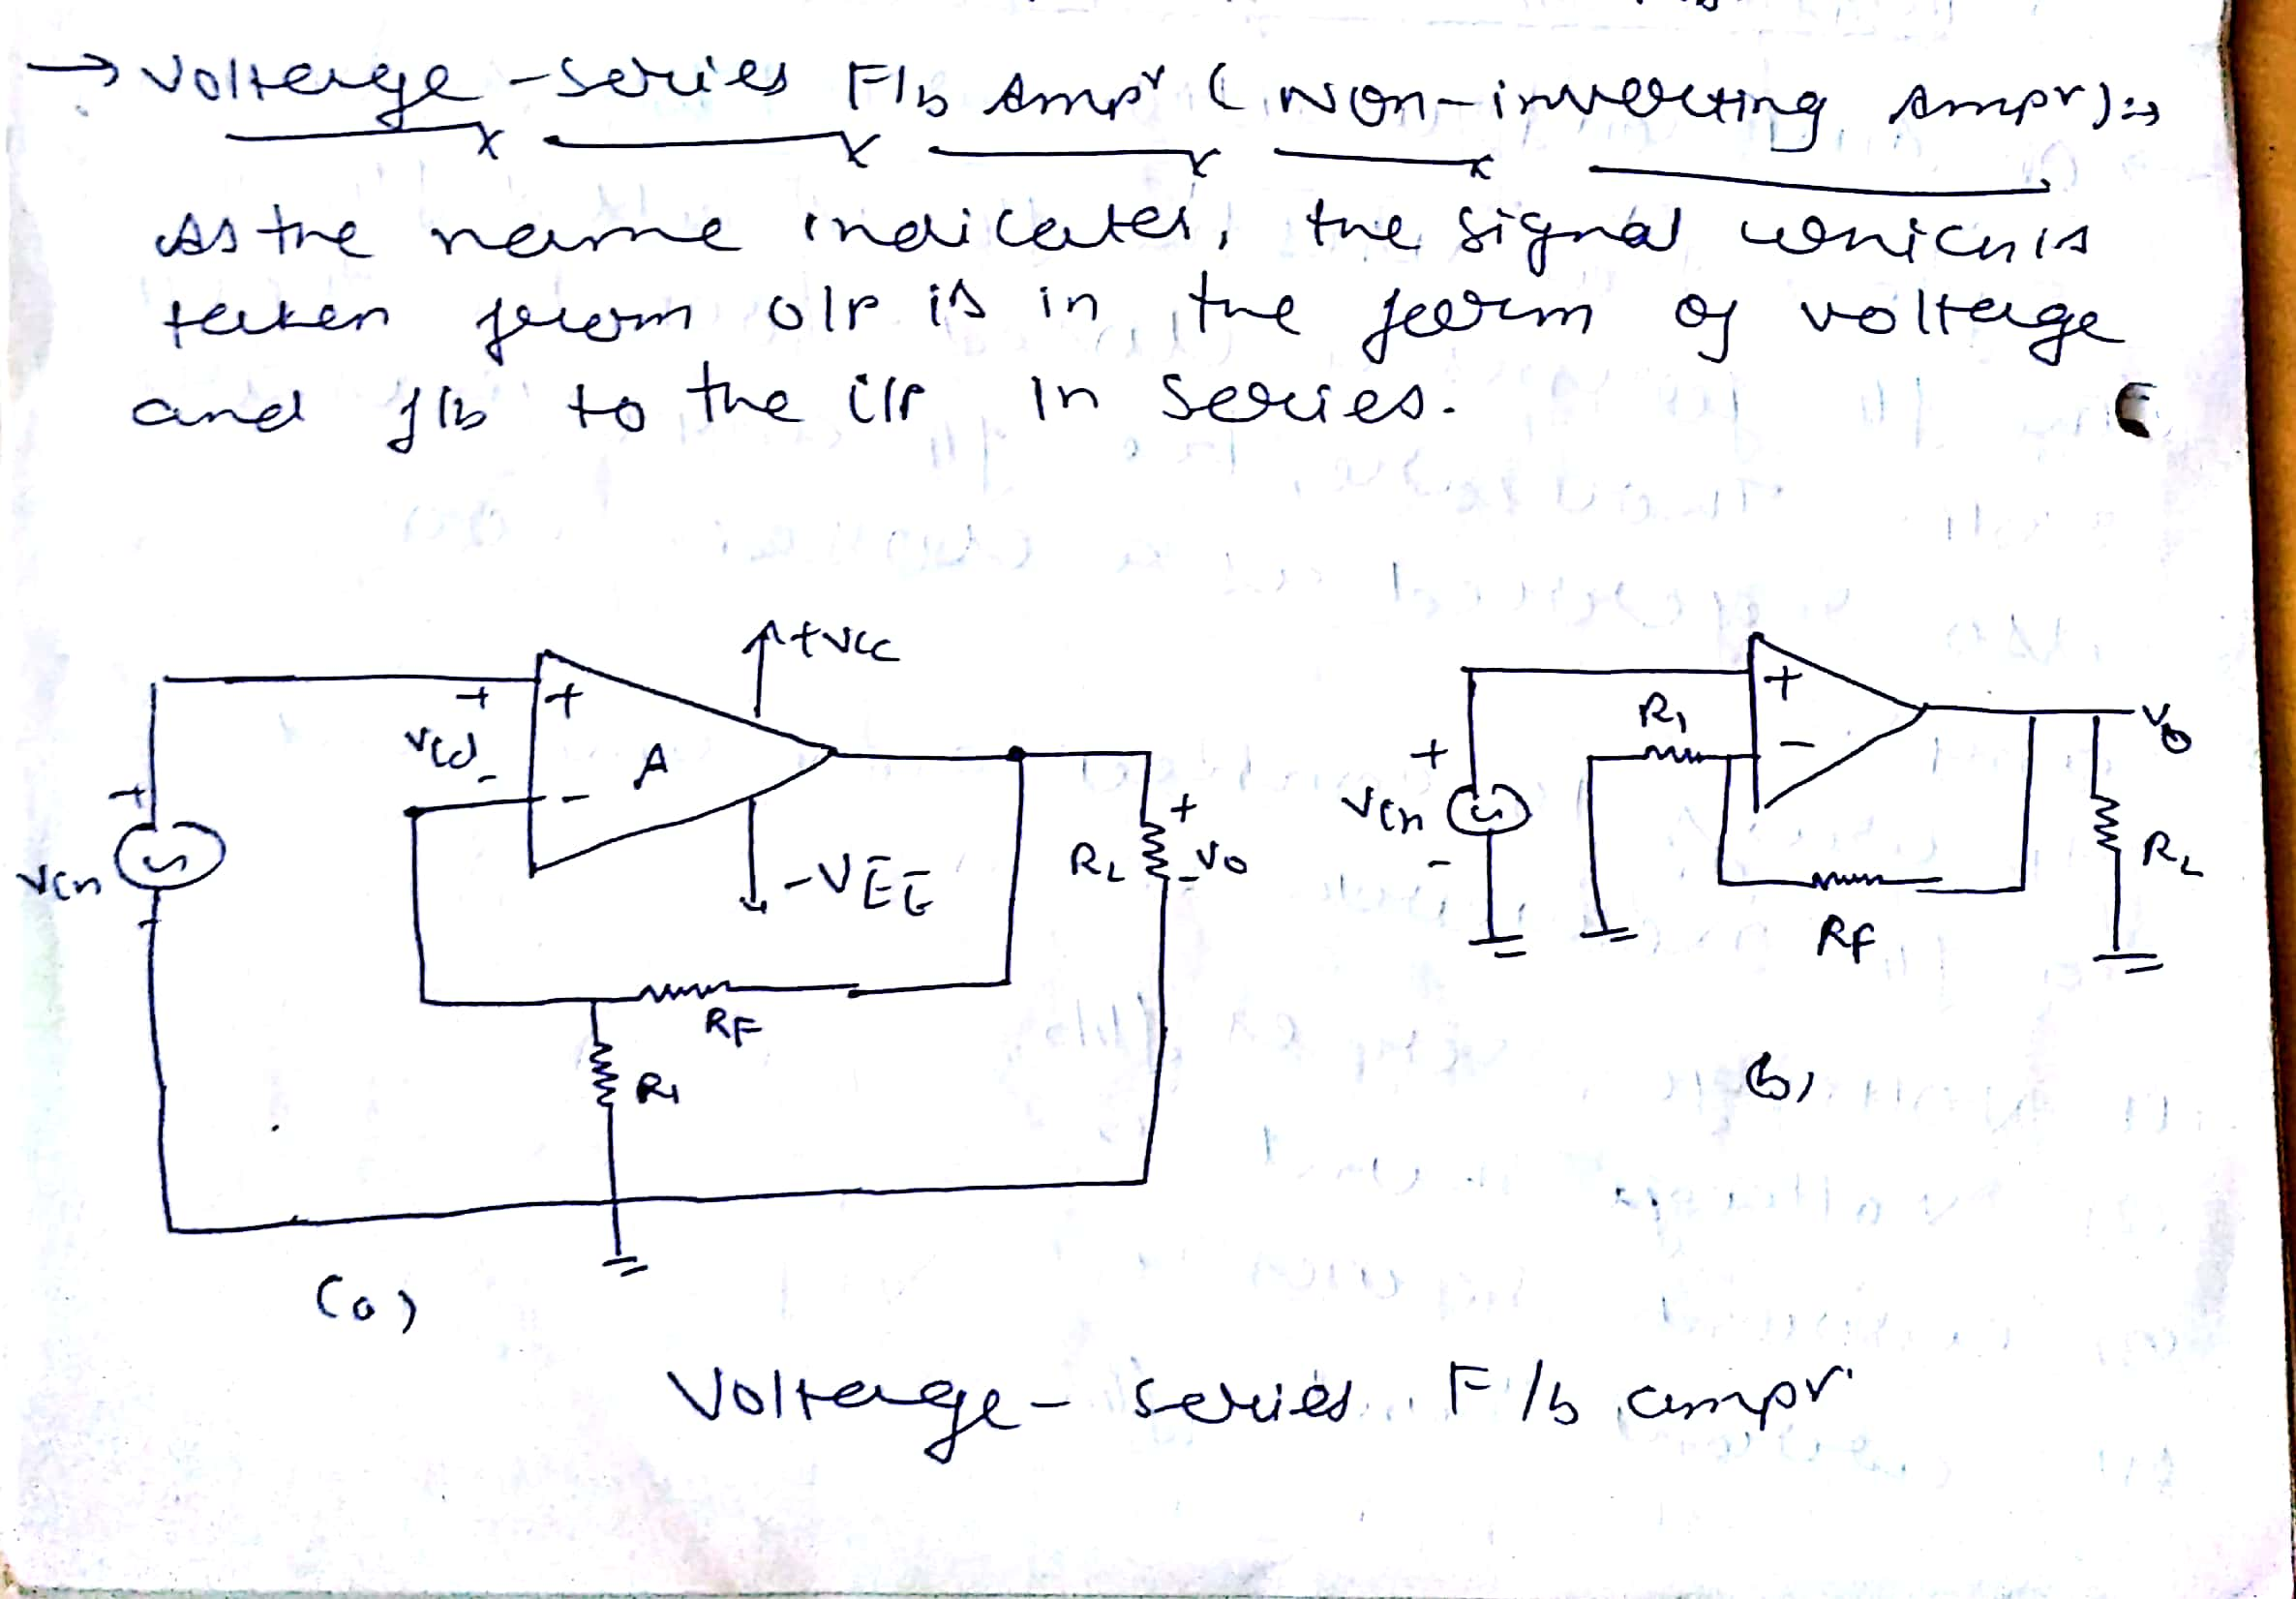 → Voltage - series F/b Ampr ( Non-inverting Ampr ):→
As the name indicates, the signal which is
taken from o/p is in the form of voltage
and f/b to the i/p in series.
+VCC
+ +
Vid
- -
A
+
Vin
-VEE
+
RL Vo
-
RF
R1
(a)
+
-
R1
Vo
+
Vin
-
RL
RF
(b)
Voltage - series F/b ampr